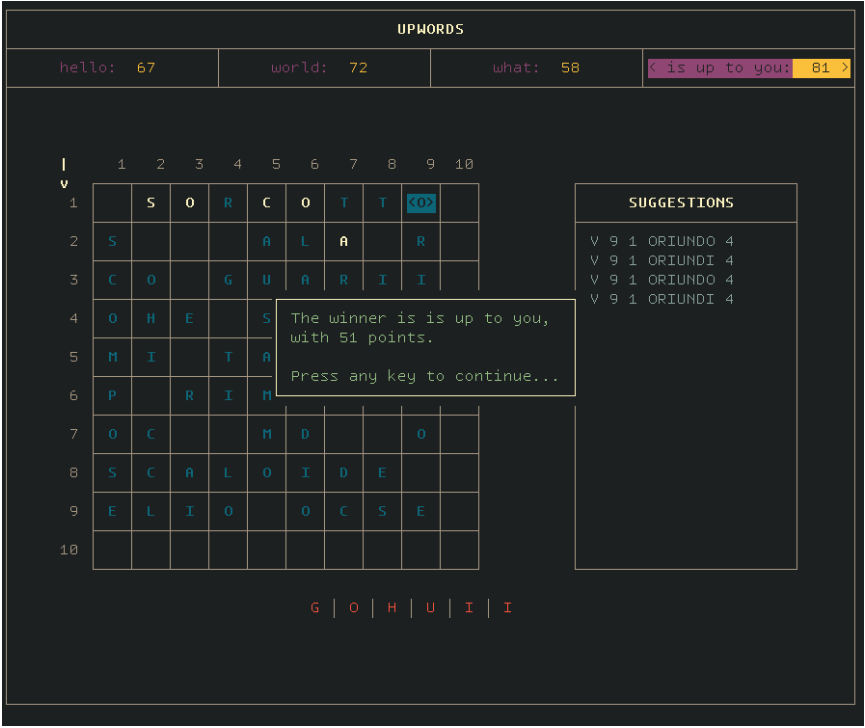 UPWORDS
hello: 67 world: 72 what: 58 < is up to you: 81 >
| 1 2 3 4 5 6 7 8 9 10
v
1 S O R C O T T <O>
SUGGESTIONS
2 S A L A R
V 9 1 ORIUNDO 4
V 9 1 ORIUNDI 4
3 C O G U A R I I
V 9 1 ORIUNDO 4
V 9 1 ORIUNDI 4
4 O H E S
The winner is is up to you,
with 51 points.
5 M I T A
Press any key to continue...
6 P R I M
7 O C M D O
8 S C A L O I D E
9 E L I O O C S E
10
G | O | H | U | I | I